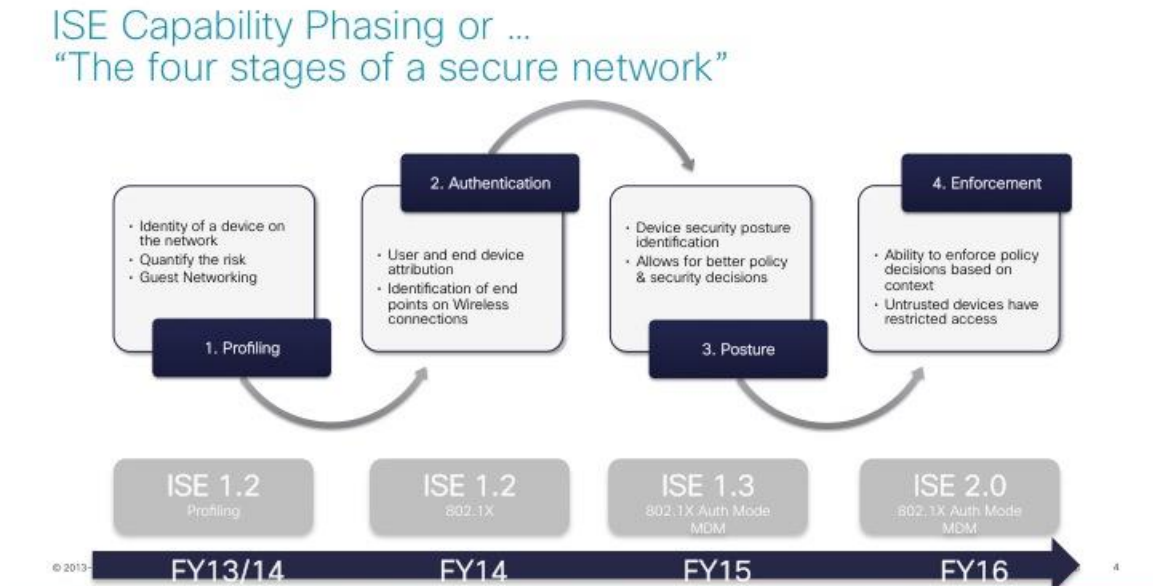 ISE Capability Phasing or ...
“The four stages of a secure network”
• Identity of a device on
the network
• Quantify the risk
• Guest Networking
1. Profiling
2. Authentication
• User and end device
attribution
• Identification of end
points on Wireless
connections
• Device security posture
identification
• Allows for better policy
& security decisions
3. Posture
4. Enforcement
• Ability to enforce policy
decisions based on
context
• Untrusted devices have
restricted access
ISE 1.2
Profiling
ISE 1.2
802.1X
ISE 1.3
802.1X Auth Mode
MDM
ISE 2.0
802.1X Auth Mode
MDM
© 2013-
FY13/14
FY14
FY15
FY16
4